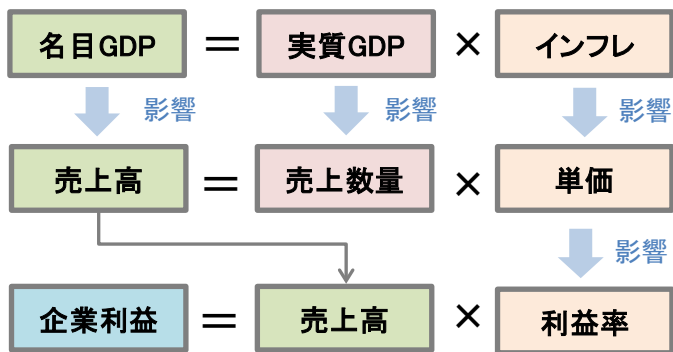 名目GDP = 実質GDP × インフレ
影響 影響 影響
売上高 = 売上数量 × 単価
影響
企業利益 = 売上高 × 利益率